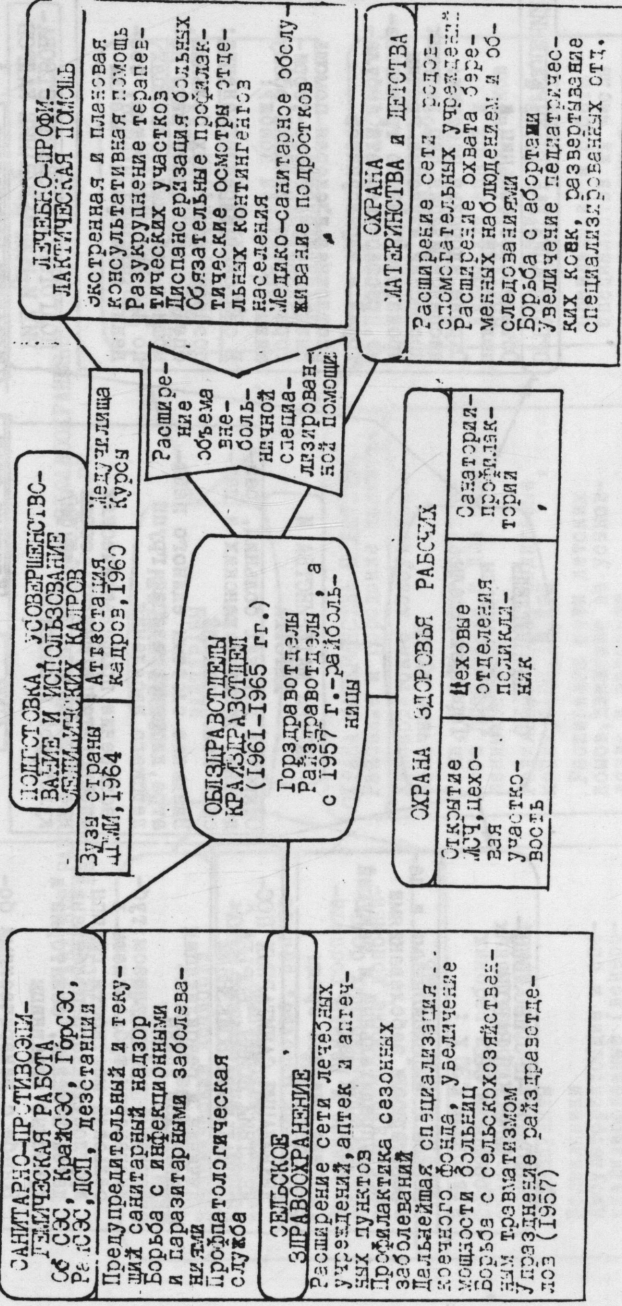 САНИТАРНО-ПРОТИВОЭПИ-
ДЕМИЧЕСКАЯ РАБОТА
Об СЭС, КрайСЭС, ГорСЭС,
РайСЭС, ДСП, дезстанции
Предупредительный и теку-
щий санитарный надзор
Борьба с инфекционными
и паразитарными заболева-
ниями
Профпатологическая
служба
СЕЛЬСКОЕ
ЗДРАВООХРАНЕНИЕ
Расширение сети лечебных
учреждений, аптек и аптеч-
ных пунктов
Профилактика сезонных
заболеваний
Дальнейшая специализация
коечного фонда, увеличение
мощности больниц
Борьба с сельскохозяйствен-
ным травматизмом
Упразднение райздравотде-
лов (1957)
ПОДГОТОВКА, УСОВЕРШЕНСТВО-
ВАНИЕ И ИСПОЛЬЗОВАНИЕ
МЕДИЦИНСКИХ КАДРОВ
Вузы страны
1964
Аттестация
кадров, 1960
Медучилища
Курсы
ОБЛЗДРАВОТДЕЛЫ
КРАЙЗДРАВОТДЕЛ
(1961-1965 гг.)
Горздравотделы
Райздравотделы, а
с 1957 г.-райболь-
ницы
ОХРАНА ЗДОРОВЬЯ РАБОЧИХ
Открытие
МСЧ, цехо-
вая
участко-
вость
Цеховые
отделения
поликли-
ник
Санатории-
профилак-
тории
Расшире-
ние
объема
вне-
боль-
ничной
специа-
лизирован-
ной помощи
ЛЕЧЕБНО-ПРОФИ-
ЛАКТИЧЕСКАЯ ПОМОЩЬ
Экстренная и плановая
консультативная помощь
Разукрупнение терапев-
тических участков
Диспансеризация больных
Обязательные профилак-
тические осмотры отде-
льных контингентов
населения
Медико-санитарное обслу-
живание подростков
ОХРАНА
МАТЕРИНСТВА и ДЕТСТВА
Расширение сети родов-
спомогательных учреждений
Расширение охвата бере-
менных наблюдением и об-
следованиями
Борьба с абортами
Увеличение педиатричес-
ких коек, развертывание
специализированных отд.